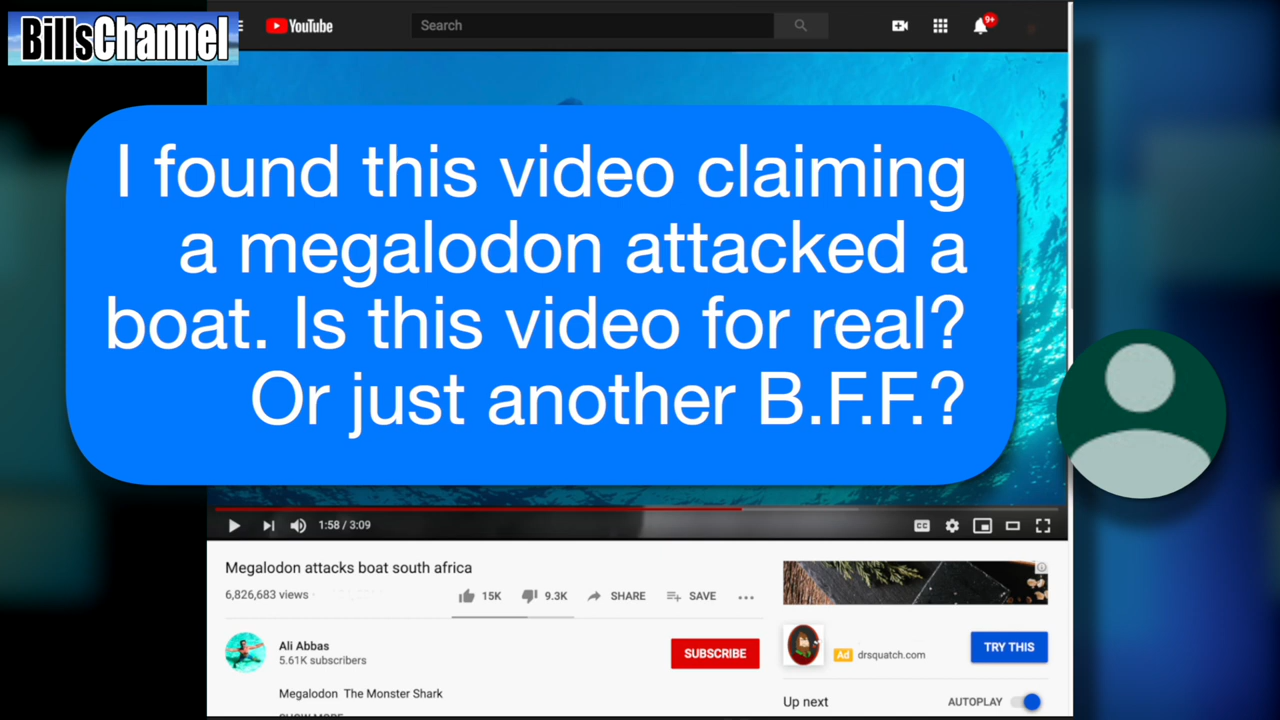 BillsChannel
YouTube
Search
9+
I found this video claiming
a megalodon attacked a
boat. Is this video for real?
Or just another B.F.F.?
1:58 / 3:09
CC
Megalodon attacks boat south africa
6,826,683 views
15K
9.3K
SHARE
SAVE
Ali Abbas
5.61K subscribers
SUBSCRIBE
Ad
drsquatch.com
TRY THIS
Megalodon The Monster Shark
SHOW MORE
Up next
AUTOPLAY